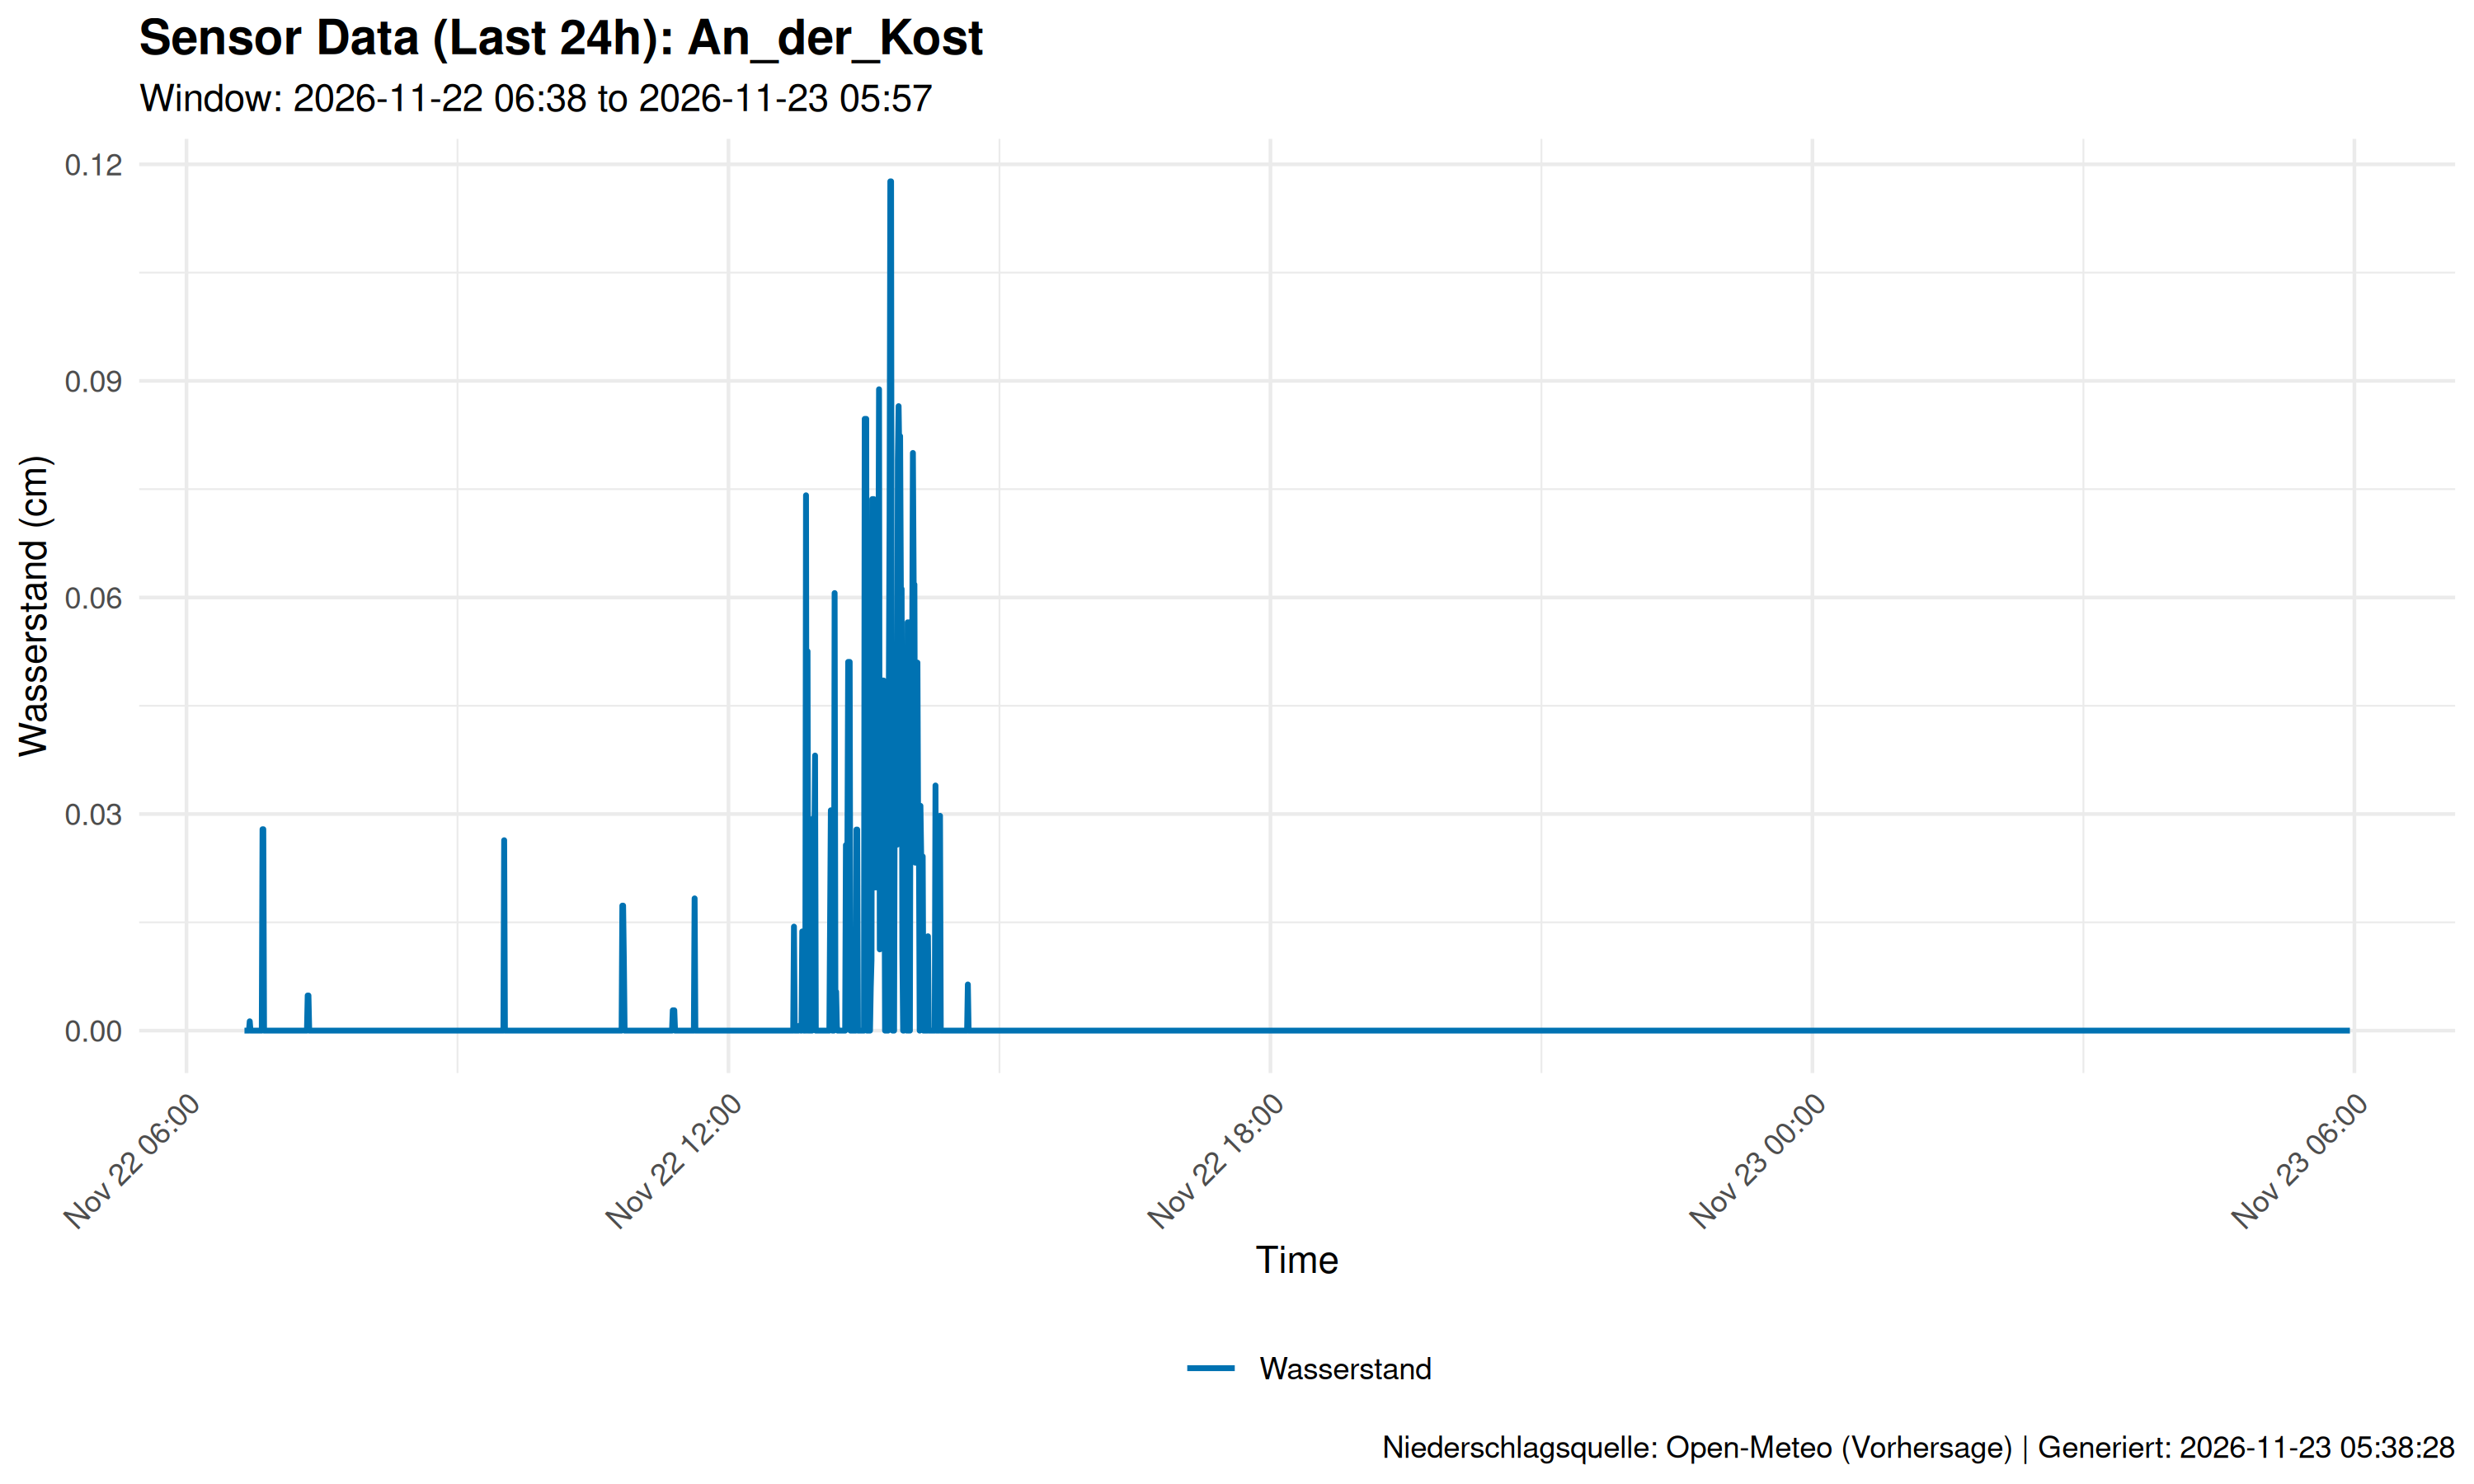 Sensor Data (Last 24h): An_der_Kost
Window: 2026-11-22 06:38 to 2026-11-23 05:57
Wasserstand (cm)
0.12
0.09
0.06
0.03
0.00
Nov 22 06:00
Nov 22 12:00
Nov 22 18:00
Nov 23 00:00
Nov 23 06:00
Time
Wasserstand
Niederschlagsquelle: Open-Meteo (Vorhersage) | Generiert: 2026-11-23 05:38:28